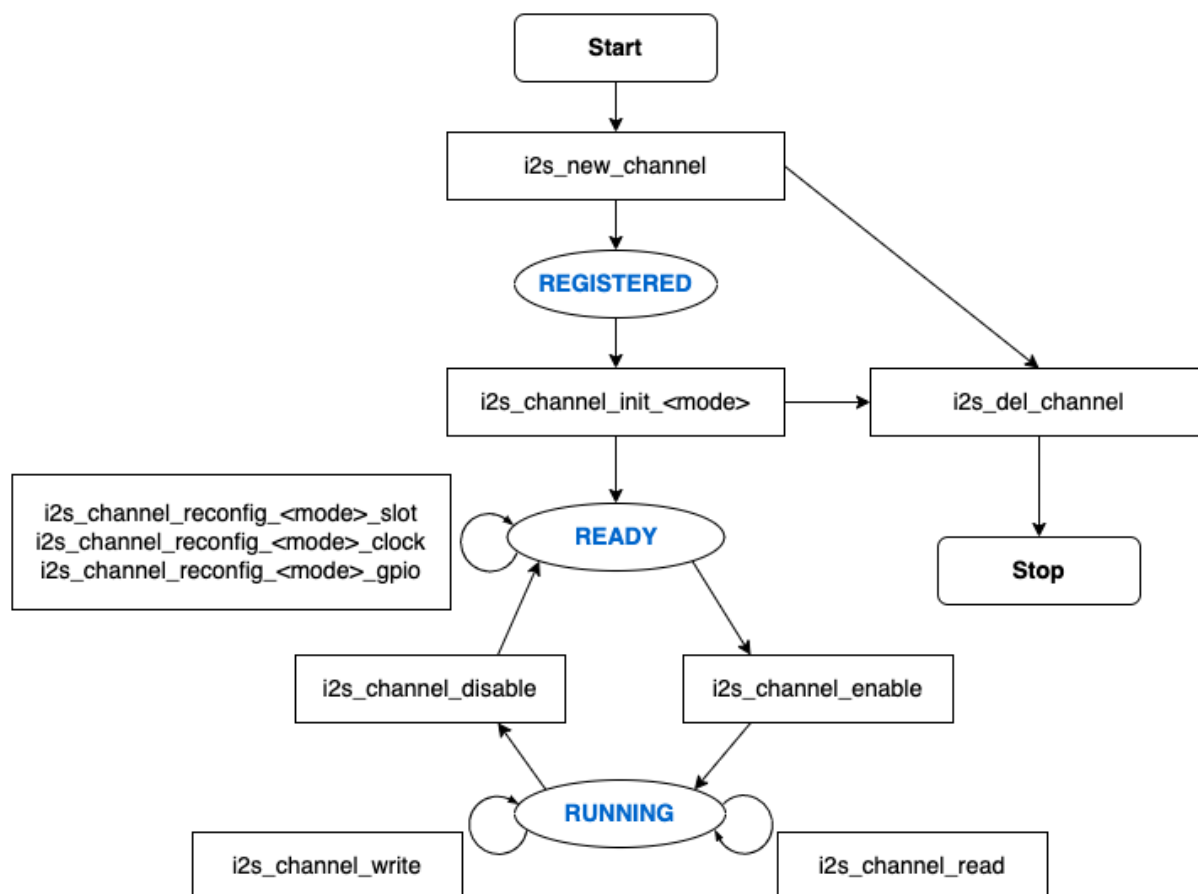 Start
i2s_new_channel
REGISTERED
i2s_channel_init_<mode>
i2s_del_channel
i2s_channel_reconfig_<mode>_slot
i2s_channel_reconfig_<mode>_clock
i2s_channel_reconfig_<mode>_gpio
READY
Stop
i2s_channel_disable
i2s_channel_enable
RUNNING
i2s_channel_write
i2s_channel_read